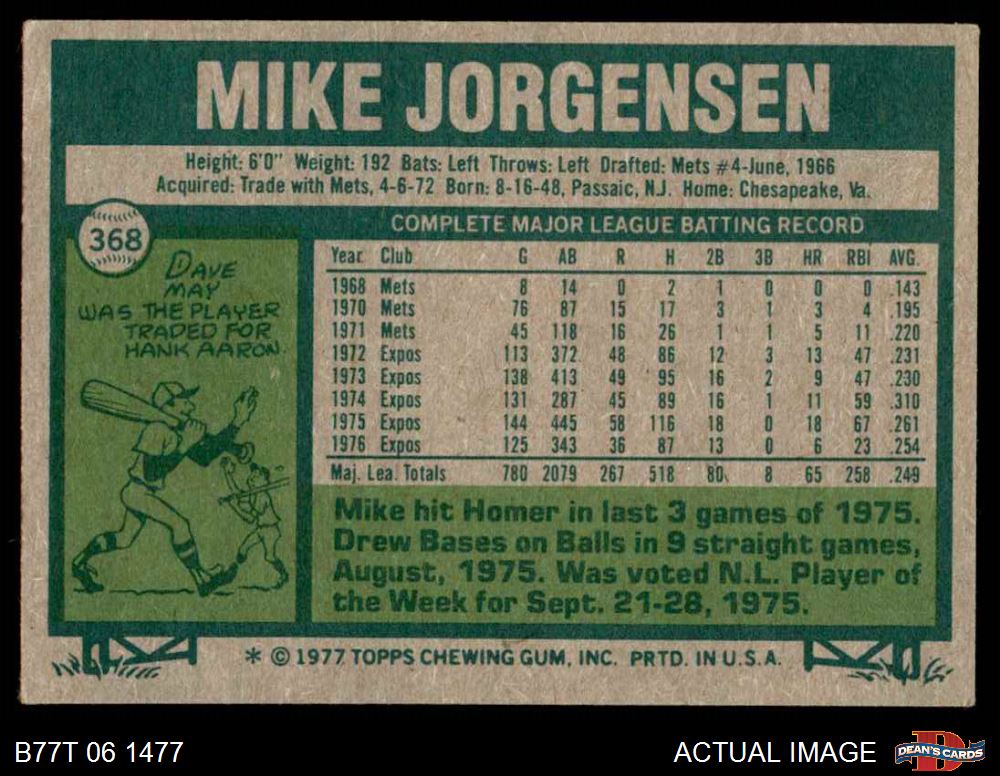 MIKE JORGENSEN
Height: 6'0" Weight: 192 Bats: Left Throws: Left Drafted: Mets #4-June, 1966
Acquired: Trade with Mets, 4-6-72 Born: 8-16-48, Passaic, N.J. Home: Chesapeake, Va.
368
DAVE
MAY
WAS THE PLAYER
TRADED FOR
HANK AARON.
COMPLETE MAJOR LEAGUE BATTING RECORD
Year Club G AB R H 2B 3B HR RBI AVG.
1968 Mets 8 14 0 2 1 0 0 0 .143
1970 Mets 76 87 15 17 3 1 3 4 .195
1971 Mets 45 118 16 26 1 1 5 11 .220
1972 Expos 113 372 48 86 12 3 13 47 .231
1973 Expos 138 413 49 95 16 2 9 47 .230
1974 Expos 131 287 45 89 16 1 11 59 .310
1975 Expos 144 445 58 116 18 0 18 67 .261
1976 Expos 125 343 36 87 13 0 6 23 .254
Maj. Lea. Totals 780 2079 267 518 80 8 65 258 .249
Mike hit Homer in last 3 games of 1975.
Drew Bases on Balls in 9 straight games,
August, 1975. Was voted N.L. Player of
the Week for Sept. 21-28, 1975.
* © 1977 TOPPS CHEWING GUM, INC. PRTD. IN U.S.A.
B77T 06 1477
ACTUAL IMAGE
DEAN'S CARDS